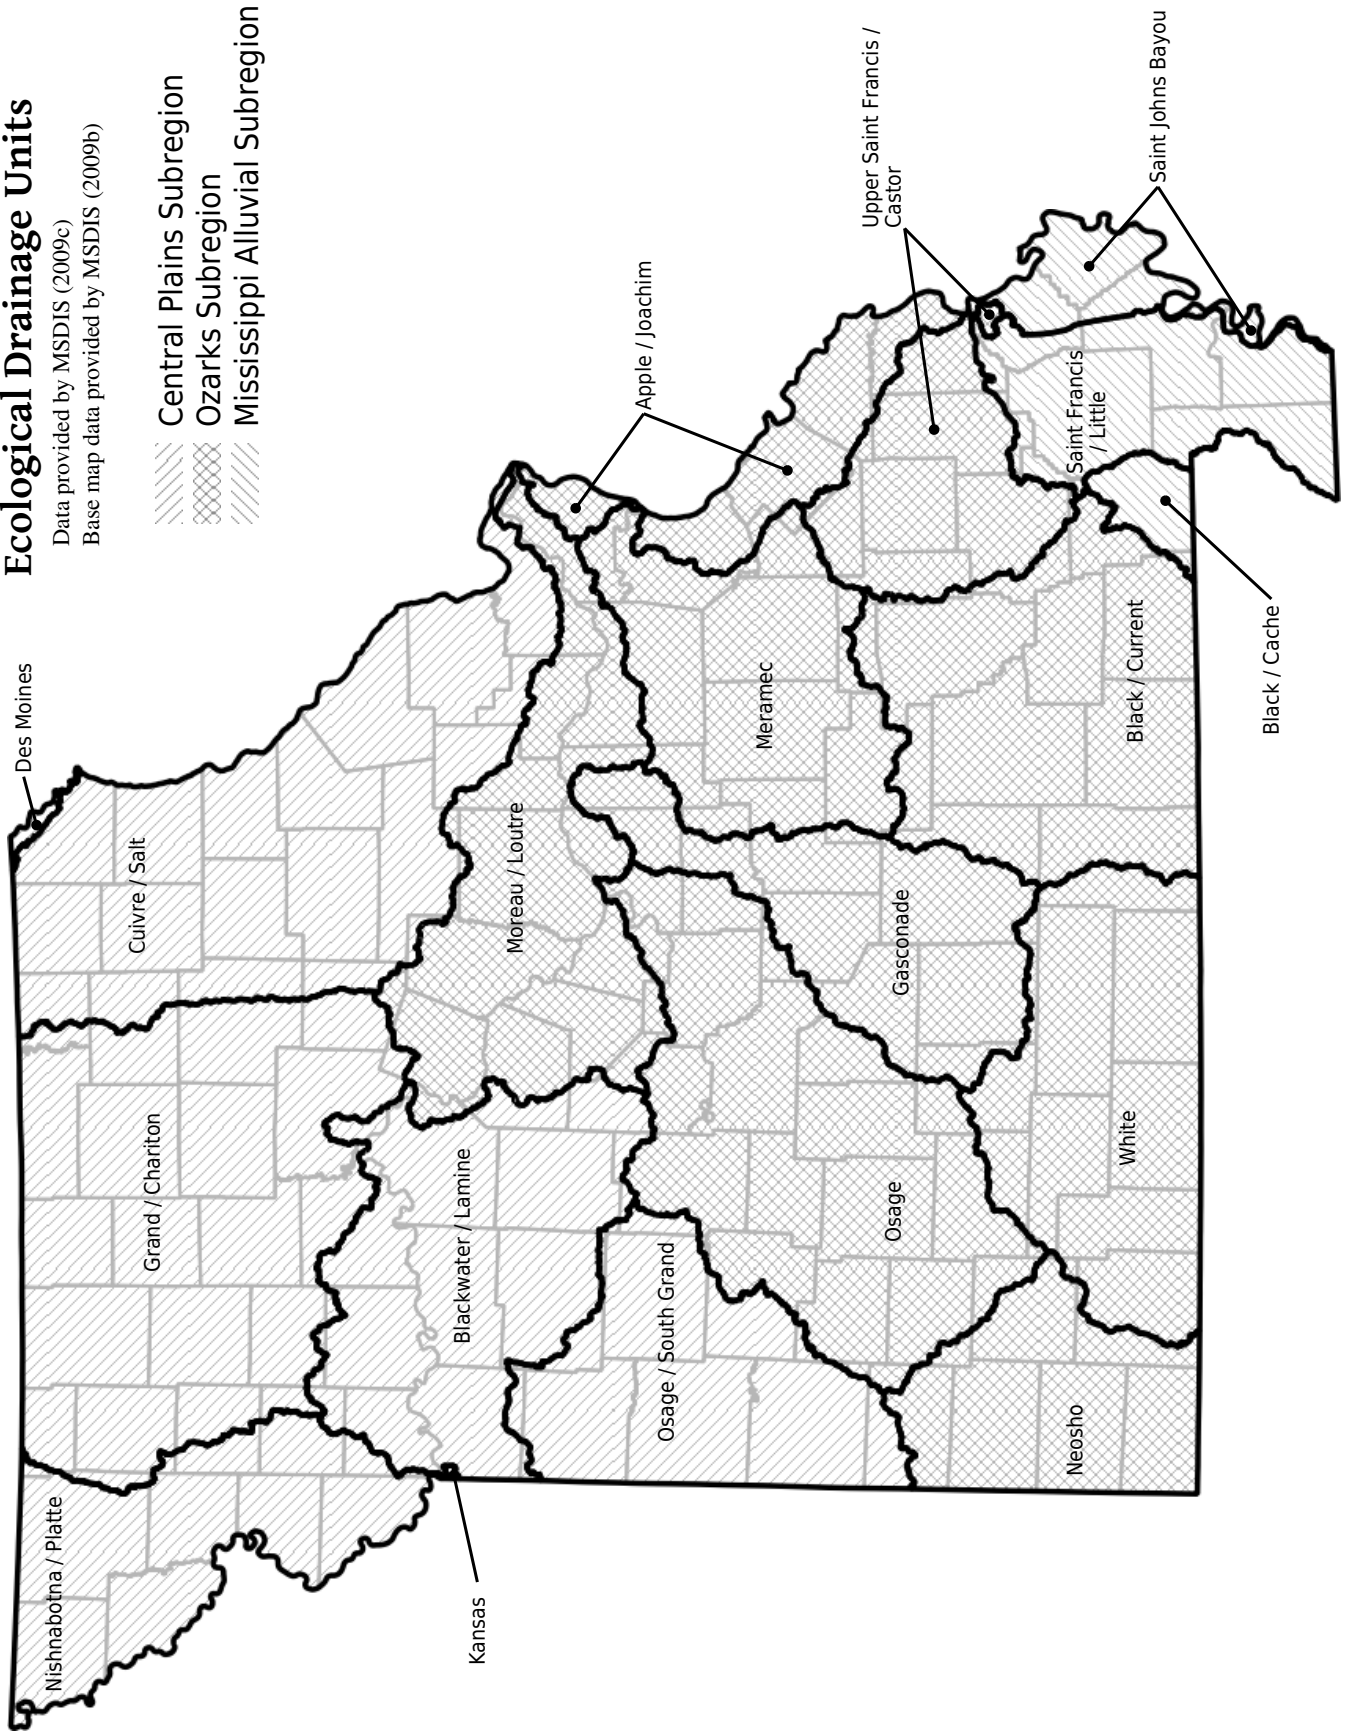 Ecological Drainage Units
Data provided by MSDIS (2009c)
Base map data provided by MSDIS (2009b)
Central Plains Subregion
Ozarks Subregion
Mississippi Alluvial Subregion
Des Moines
Nishnabotna / Platte
Grand / Chariton
Cuivre / Salt
Kansas
Blackwater / Lamine
Moreau / Loutre
Apple / Joachim
Osage / South Grand
Meramec
Upper Saint Francis /
Castor
Osage
Gasconade
Neosho
White
Black / Current
Saint Francis
/ Little
Saint Johns Bayou
Black / Cache